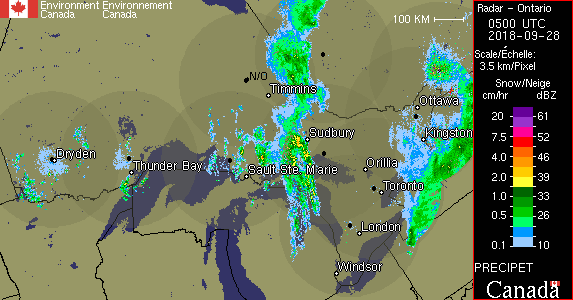 Environment Environnement
Canada Canada
Radar - Ontario
0500 UTC
2018-09-28
100 KM
Scale/Échelle:
3.5 km/Pixel
Snow/Neige
cm/hr dBZ
20 61
7.5 52
4.0 46
2.0 39
1.0 33
0.5 26
0.1 10
N/O
Timmins
Ottawa
Sudbury
Kingston
Dryden
Thunder Bay
Sault Ste. Marie
Orillia
Toronto
London
Windsor
PRECIPET
Canada